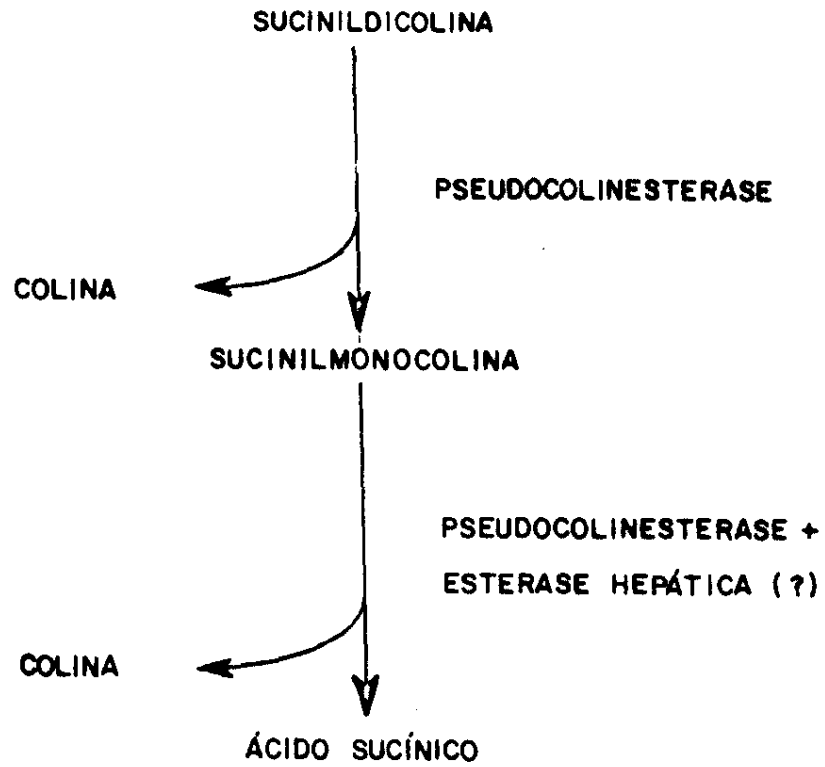 SUCINILDICOLINA
PSEUDOCOLINESTERASE
COLINA
SUCINILMONOCOLINA
PSEUDOCOLINESTERASE +
ESTERASE HEPÁTICA (?)
COLINA
ÁCIDO SUCÍNICO